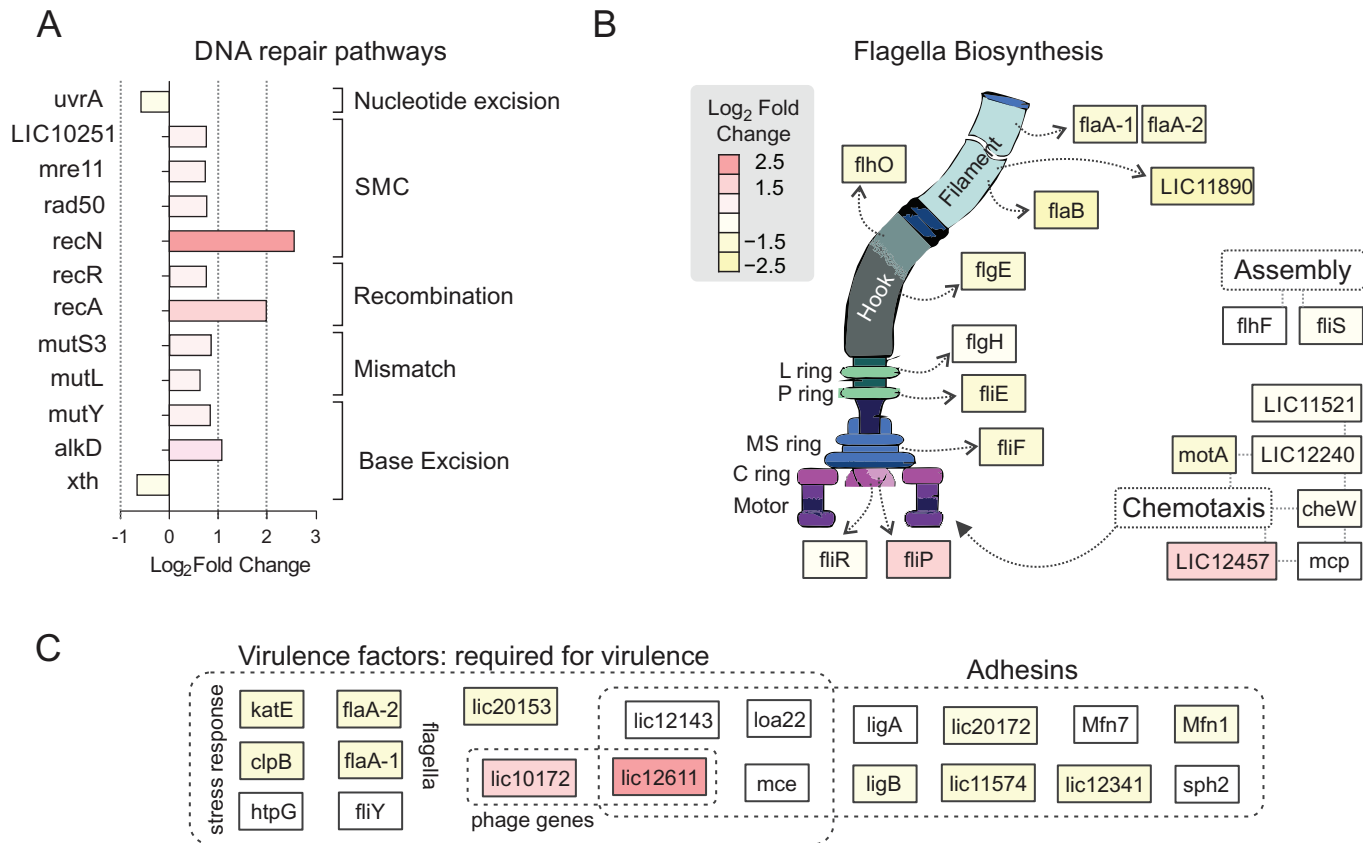 A
DNA repair pathways
uvrA
LIC10251
mre11
rad50
recN
recR
recA
mutS3
mutL
mutY
alkD
xth
Nucleotide excision
SMC
Recombination
Mismatch
Base Excision
-1
0
1
2
3
Log2Fold Change
B
Flagella Biosynthesis
Log2 Fold
Change
2.5
1.5
−1.5
−2.5
flaA-1
flaA-2
flhO
LIC11890
Filament
flaB
flgE
Hook
Assembly
flhF
fliS
flgH
L ring
P ring
fliE
LIC11521
MS ring
fliF
motA
LIC12240
C ring
Motor
Chemotaxis
cheW
fliR
fliP
LIC12457
mcp
C
Virulence factors: required for virulence
Adhesins
stress response
katE
flaA-2
clpB
flaA-1
htpG
fliY
flagella
lic20153
lic12143
loa22
lic10172
lic12611
mce
phage genes
ligA
lic20172
Mfn7
Mfn1
ligB
lic11574
lic12341
sph2